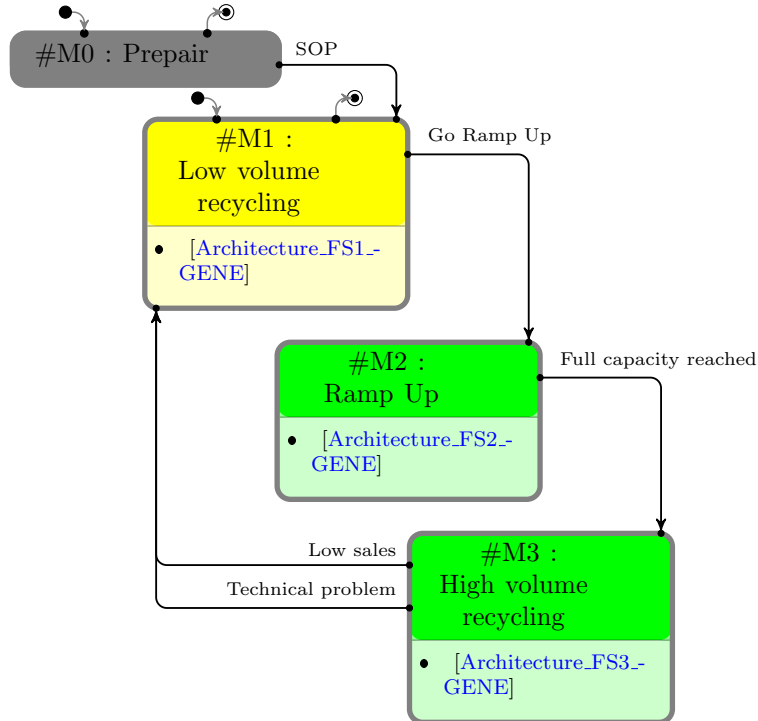 #M0 : Prepair
SOP
#M1 :
Low volume
recycling
Go Ramp Up
• [Architecture_FS1_-
GENE]
#M2 :
Ramp Up
Full capacity reached
• [Architecture_FS2_-
GENE]
Low sales
Technical problem
#M3 :
High volume
recycling
• [Architecture_FS3_-
GENE]